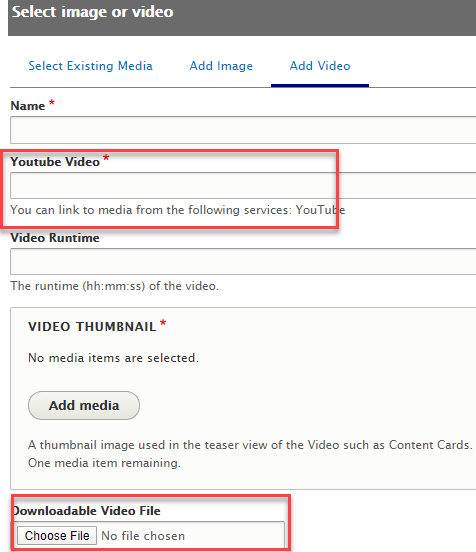 Select image or video
Select Existing Media Add Image Add Video
Name *
Youtube Video *
You can link to media from the following services: YouTube
Video Runtime
The runtime (hh:mm:ss) of the video.
VIDEO THUMBNAIL *
No media items are selected.
Add media
A thumbnail image used in the teaser view of the Video such as Content Cards.
One media item remaining.
Downloadable Video File
Choose File No file chosen